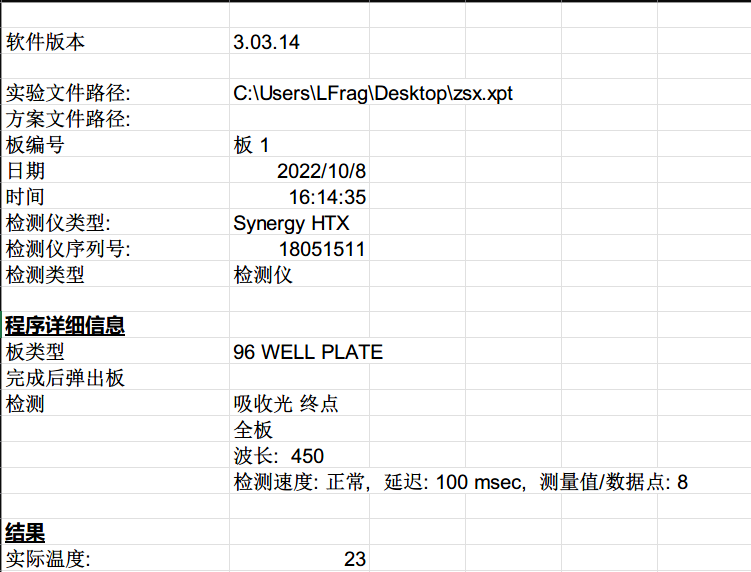 软件版本 3.03.14
实验文件路径: C:\Users\LFrag\Desktop\zsx.xpt
方案文件路径:
板编号 板 1
日期 2022/10/8
时间 16:14:35
检测仪类型: Synergy HTX
检测仪序列号: 18051511
检测类型 检测仪
程序详细信息
板类型 96 WELL PLATE
完成后弹出板
检测 吸收光 终点
全板
波长: 450
检测速度: 正常, 延迟: 100 msec, 测量值/数据点: 8
结果
实际温度: 23